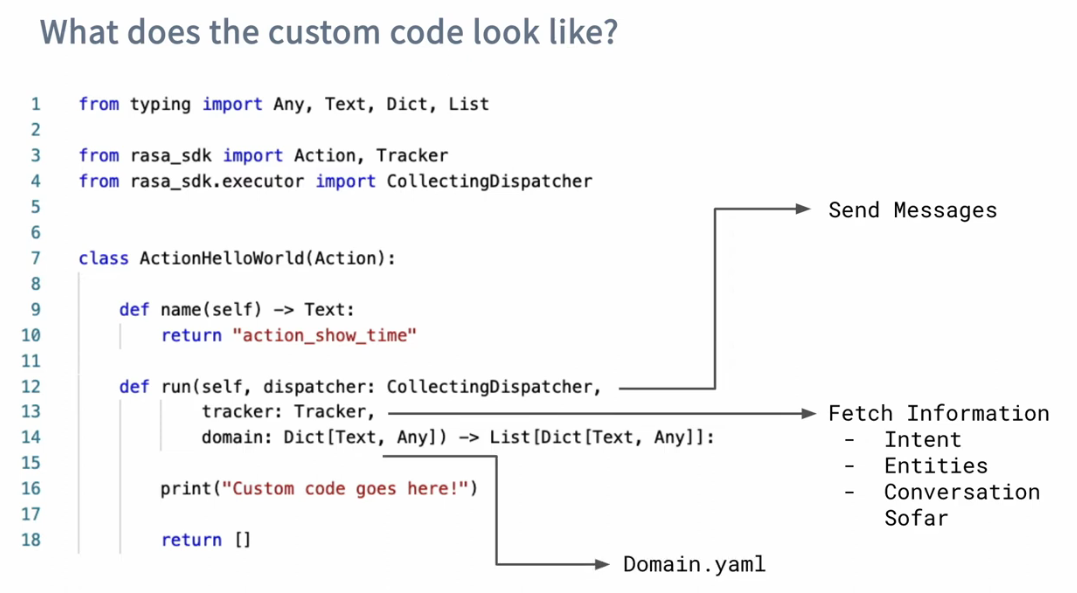 What does the custom code look like?
1 from typing import Any, Text, Dict, List
2
3 from rasa_sdk import Action, Tracker
4 from rasa_sdk.executor import CollectingDispatcher
5
6
7 class ActionHelloWorld(Action):
8
9 def name(self) -> Text:
10 return "action_show_time"
11
12 def run(self, dispatcher: CollectingDispatcher,
13 tracker: Tracker,
14 domain: Dict[Text, Any]) -> List[Dict[Text, Any]]:
15
16 print("Custom code goes here!")
17
18 return []
Send Messages
Fetch Information
- Intent
- Entities
- Conversation
Sofar
Domain.yaml